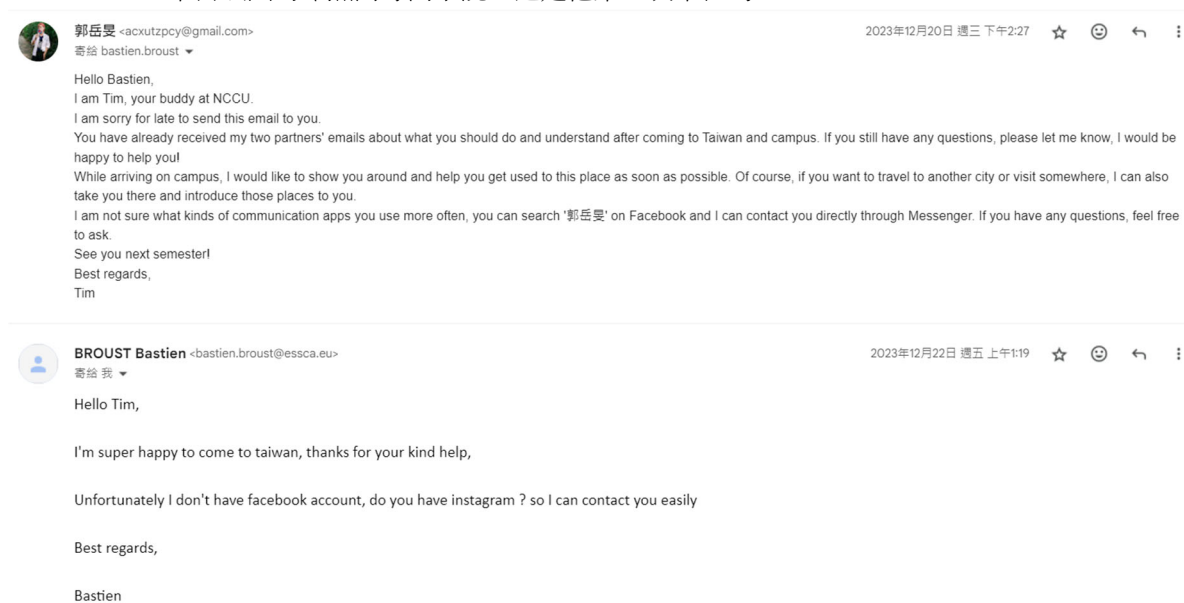 郭岳旻 <acxutzpcy@gmail.com>
2023年12月20日 週三 下午2:27
寄給 bastien.broust
Hello Bastien,
I am Tim, your buddy at NCCU.
I am sorry for late to send this email to you.
You have already received my two partners' emails about what you should do and understand after coming to Taiwan and campus. If you still have any questions, please let me know, I would be
happy to help you!
While arriving on campus, I would like to show you around and help you get used to this place as soon as possible. Of course, if you want to travel to another city or visit somewhere, I can also
take you there and introduce those places to you.
I am not sure what kinds of communication apps you use more often, you can search '郭岳旻' on Facebook and I can contact you directly through Messenger. If you have any questions, feel free
to ask.
See you next semester!
Best regards,
Tim
BROUST Bastien <bastien.broust@essca.eu>
2023年12月22日 週五 上午1:19
寄給 我
Hello Tim,
I'm super happy to come to taiwan, thanks for your kind help,
Unfortunately I don't have facebook account, do you have instagram ? so I can contact you easily
Best regards,
Bastien